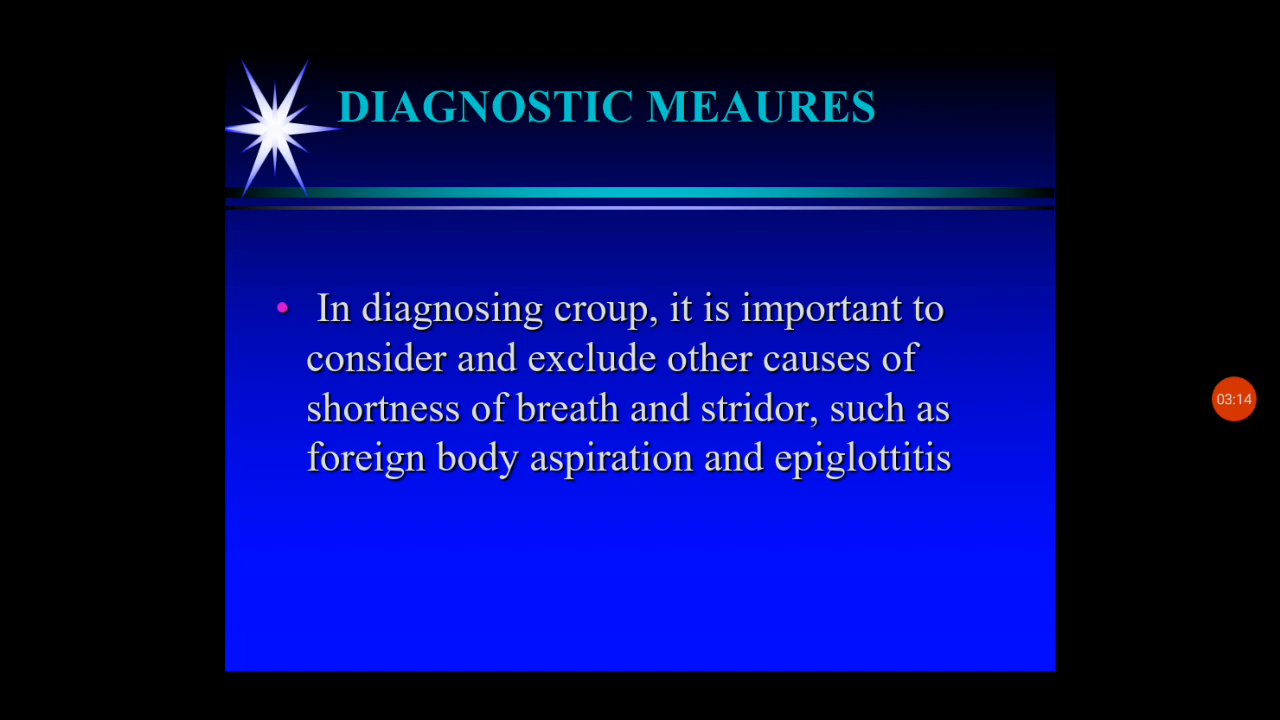 DIAGNOSTIC MEAURES
• In diagnosing croup, it is important to
consider and exclude other causes of
shortness of breath and stridor, such as
foreign body aspiration and epiglottitis
03:14